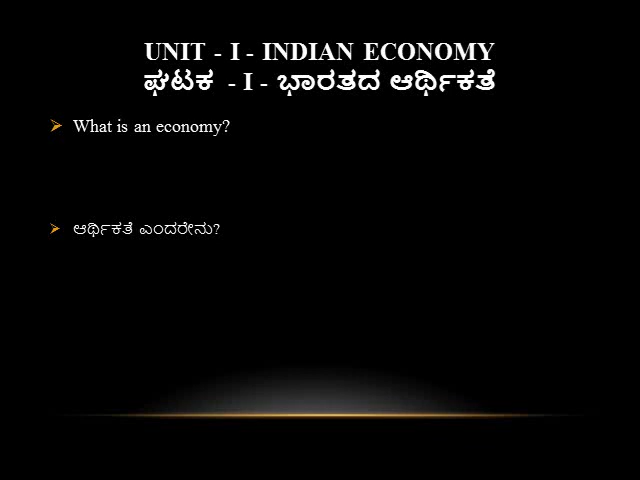 UNIT - I - INDIAN ECONOMY
ಘಟಕ - I - ಭಾರತದ ಆರ್ಥಿಕತೆ
What is an economy?
ಆರ್ಥಿಕತೆ ಎಂದರೇನು?